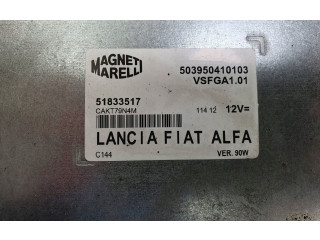 MAGNETI MARELLI
503950410103
VSFGA1.01
51833517
CAKT79N4M
114 12 12V=
LANCIA FIAT ALFA
C144 VER. 90W